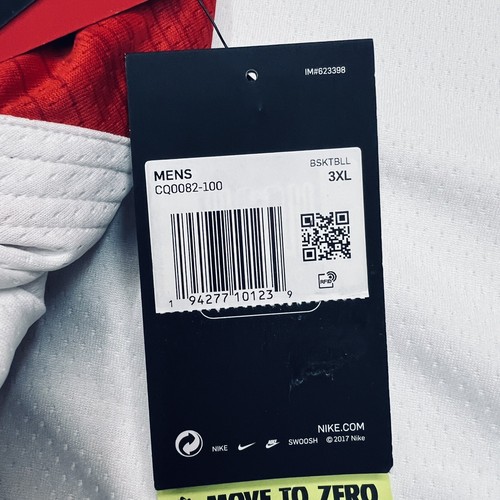 IM#623398
MENS
CQ0082-100
BSKTBLL
3XL
1 94277 10123 9
RFID
NIKE.COM
NIKE SWOOSH © 2017 Nike
MOVE TO ZERO